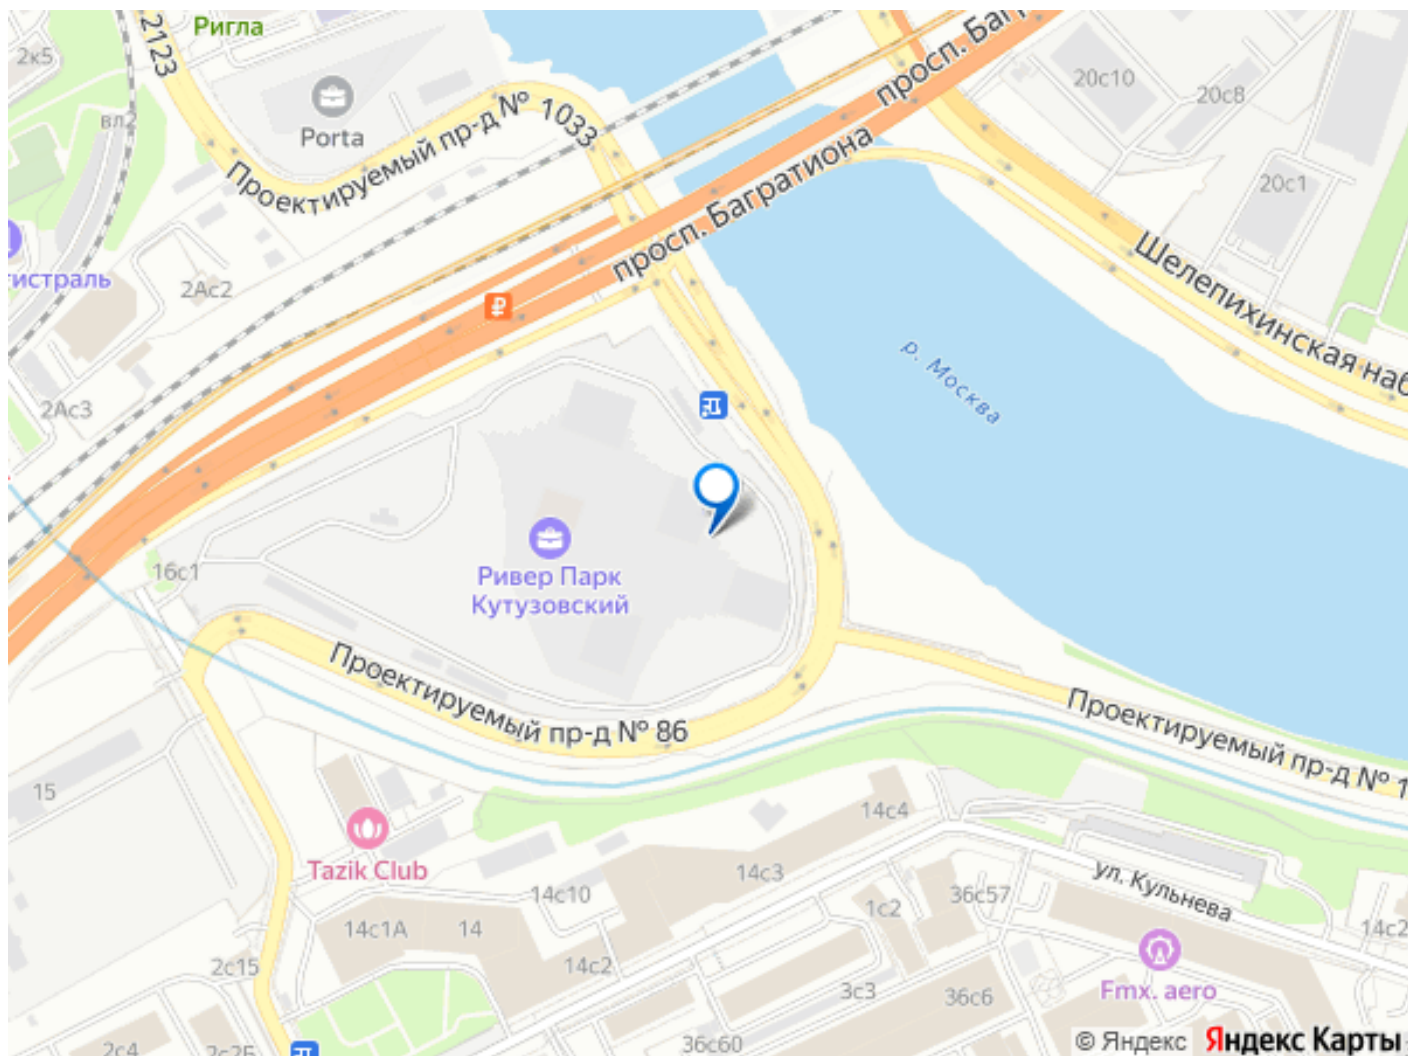 Ригла
2к5
2123
вл2
Porta
Проектируемый пр-д № 1033
просп. Багратиона
просп. Баг
20с10
20с8
20с1
Шелепихинская наб
гистраль
2Ас2
2Ас3
р. Москва
16с1
Ривер Парк
Кутузовский
Проектируемый пр-д № 86
Проектируемый пр-д № 1
15
Tazik Club
14с4
14с3
14с10
14с1А
14
14с2
ул. Кульнева
36с57
1с2
14с2
2с15
3с3
36с6
Fmx. aero
2с4
2с2Б
36с60
© Яндекс Яндекс Карты